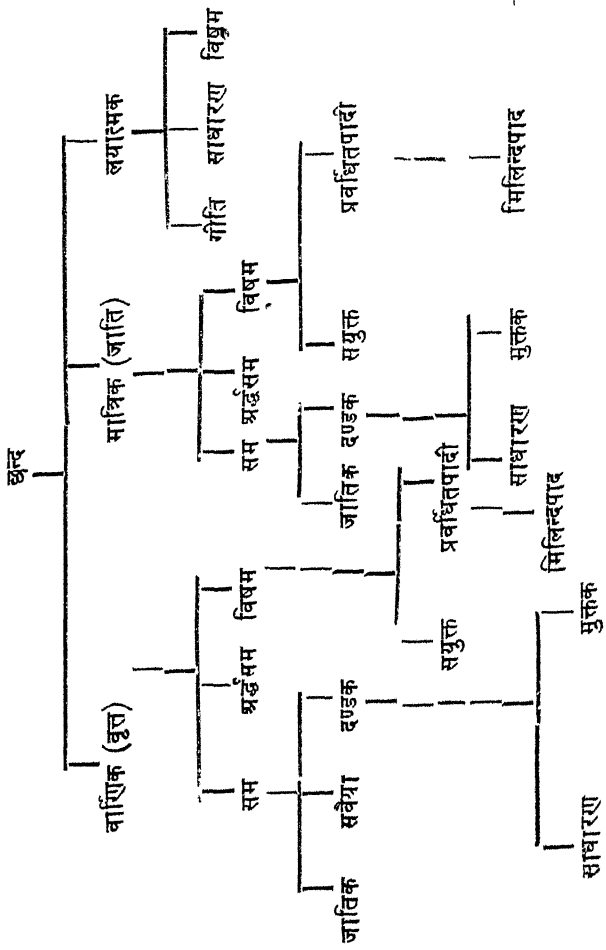 छन्द
वार्णिक (वृत्त) मात्रिक (जाति) लयात्मक
सम अर्द्धसम विषम सम अर्द्धसम विषम गीति साधारण विषम
जातिक सवैया दण्डक सयुक्त प्रवर्धितपादी जातिक दण्डक सयुक्त प्रवर्धितपादी
साधारण मुक्तक मिलिन्दपाद साधारण मुक्तक मिलिन्दपाद